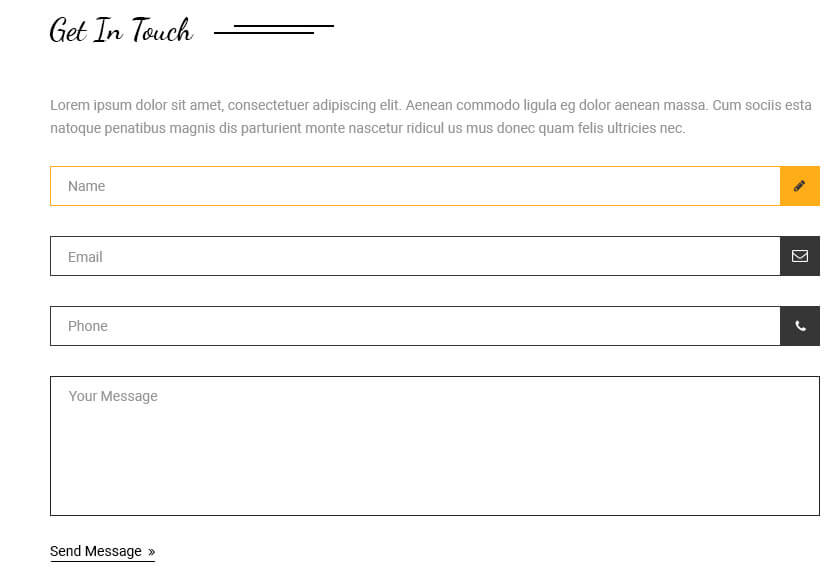 Get In Touch
Lorem ipsum dolor sit amet, consectetuer adipiscing elit. Aenean commodo ligula eg dolor aenean massa. Cum sociis esta
natoque penatibus magnis dis parturient monte nascetur ridicul us mus donec quam felis ultricies nec.
Name
Email
Phone
Your Message
Send Message »